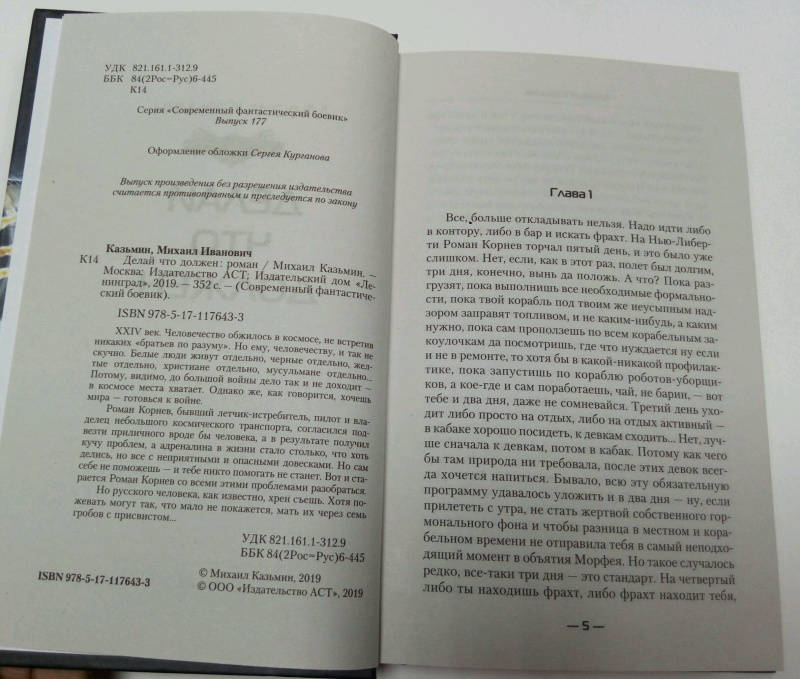 УДК 821.161.1-312.9
ББК 84(2Рос=Рус)6-445
К14
Серия «Современный фантастический боевик»
Выпуск 177
Оформление обложки Сергея Курганова
Выпуск произведения без разрешения издательства
считается противоправным и преследуется по закону
Казьмин, Михаил Иванович
К14 Делай что должен: роман / Михаил Казьмин. –
Москва: Издательство АСТ; Издательский дом «Ле-
нинград», 2019. – 352 с. – (Современный фантастиче-
ский боевик).
ISBN 978-5-17-117643-3
XXIV век. Человечество обжилось в космосе, не встретив
никаких «братьев по разуму». Но ему, человечеству, и так не
скучно. Белые люди живут отдельно, черные отдельно, жел-
тые отдельно, христиане отдельно, мусульмане отдельно...
Потому, видимо, до большой войны дело так и не доходит –
в космосе места хватает. Однако же, как говорится, хочешь
мира – готовься к войне.
Роман Корнев, бывший летчик-истребитель, пилот и вла-
делец небольшого космического транспорта, согласился под-
везти приличного вроде бы человека, а в результате получил
кучу проблем, а адреналина в жизни стало столько, что хоть
делись, но все с неприятными и опасными довесками. Но сам
себе не поможешь – и тебе никто помогать не станет. Вот и ста-
рается Роман Корнев со всеми этими проблемами разобраться.
Но русского человека, как известно, хрен съешь. Хотя по-
жевать могут так, что мало не покажется, мать их через семь
гробов с присвистом...
УДК 821.161.1-312.9
ББК 84(2Рос=Рус)6-445
ISBN 978-5-17-117643-3
© Михаил Казьмин, 2019
© ООО «Издательство АСТ», 2019
Глава 1
Все, больше откладывать нельзя. Надо идти либо
в контору, либо в бар и искать фрахт. На Нью-Либер-
ти Роман Корнев торчал пятый день, и это было уже
слишком. Нет, если, как в этот раз, полет был долгим,
три дня, конечно, вынь да положь. А что? Пока раз-
грузят, пока выполнишь все необходимые формально-
сти, пока твой корабль под твоим же неусыпным над-
зором заправят топливом, и не каким-нибудь, а каким
нужно, пока сам проползешь по всем корабельным за-
коулочкам да посмотришь, где что нуждается ну если
и не в ремонте, то хотя бы в какой-никакой профилак-
тике, пока запустишь по кораблю роботов-уборщи-
ков, а кое-где и сам поработаешь, чай, не барин, – вот
тебе и два дня, даже не сомневайся. Третий день ухо-
дит либо просто на отдых, либо на отдых активный –
в кабаке хорошо посидеть, к девкам сходить... Нет, луч-
ше сначала к девкам, потом в кабак. Потому как чего
бы там природа ни требовала, после этих девок всег-
да хочется напиться. Бывало, всю эту обязательную
программу удавалось уложить и в два дня – ну, если
прилететь с утра, не стать жертвой собственного гор-
монального фона и чтобы разница в местном и кора-
бельном времени не отправила тебя в самый неподхо-
дящий момент в объятия Морфея. Но такое случалось
редко, все-таки три дня – это стандарт. На четвертый
либо ты находишь фрахт, либо фрахт находит тебя,
— 5 —